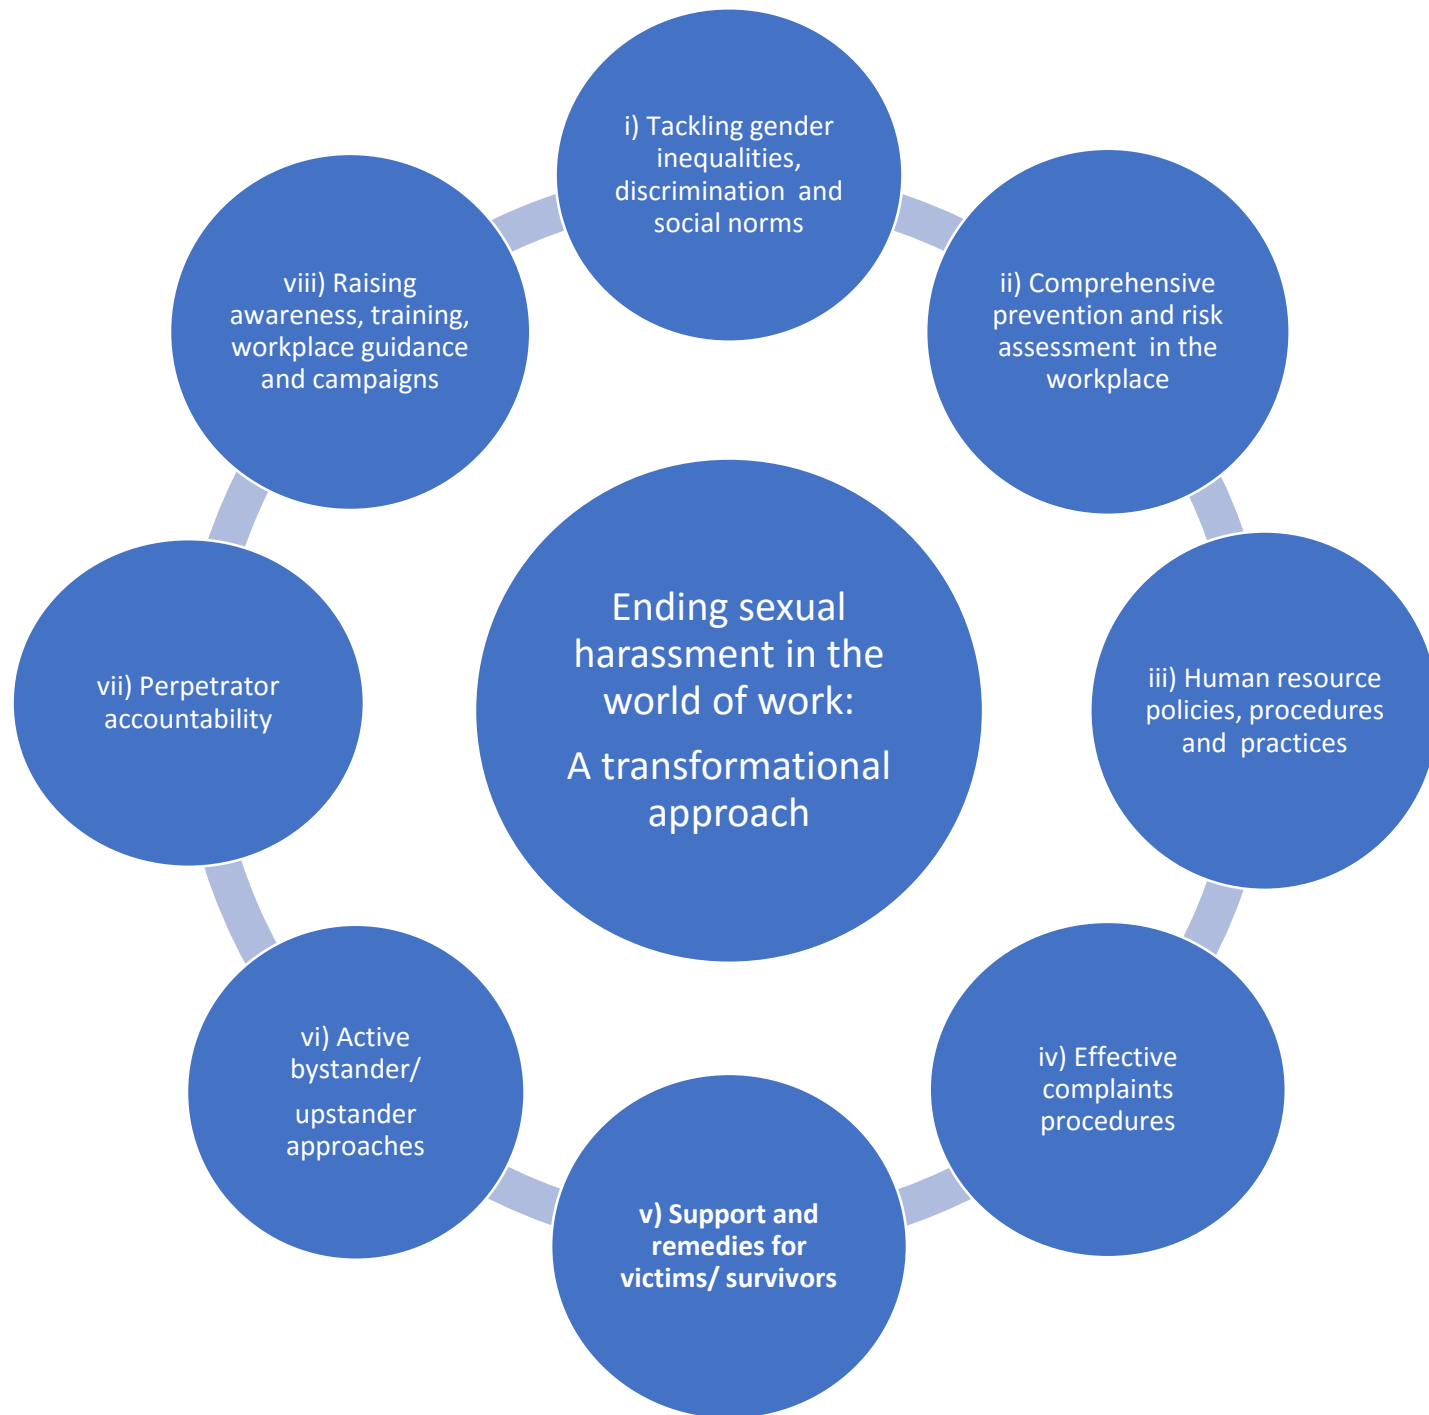 i) Tackling gender
inequalities,
discrimination  and
social norms
ii) Comprehensive
prevention and risk
assessment  in the
workplace
iii) Human resource
policies, procedures
and  practices
iv) Effective
complaints
procedures
v) Support and
remedies for
victims/ survivors
vi) Active
bystander/
upstander
approaches
vii) Perpetrator
accountability
viii) Raising
awareness, training,
workplace guidance
and campaigns
Ending sexual
harassment in the
world of work:
A transformational
approach